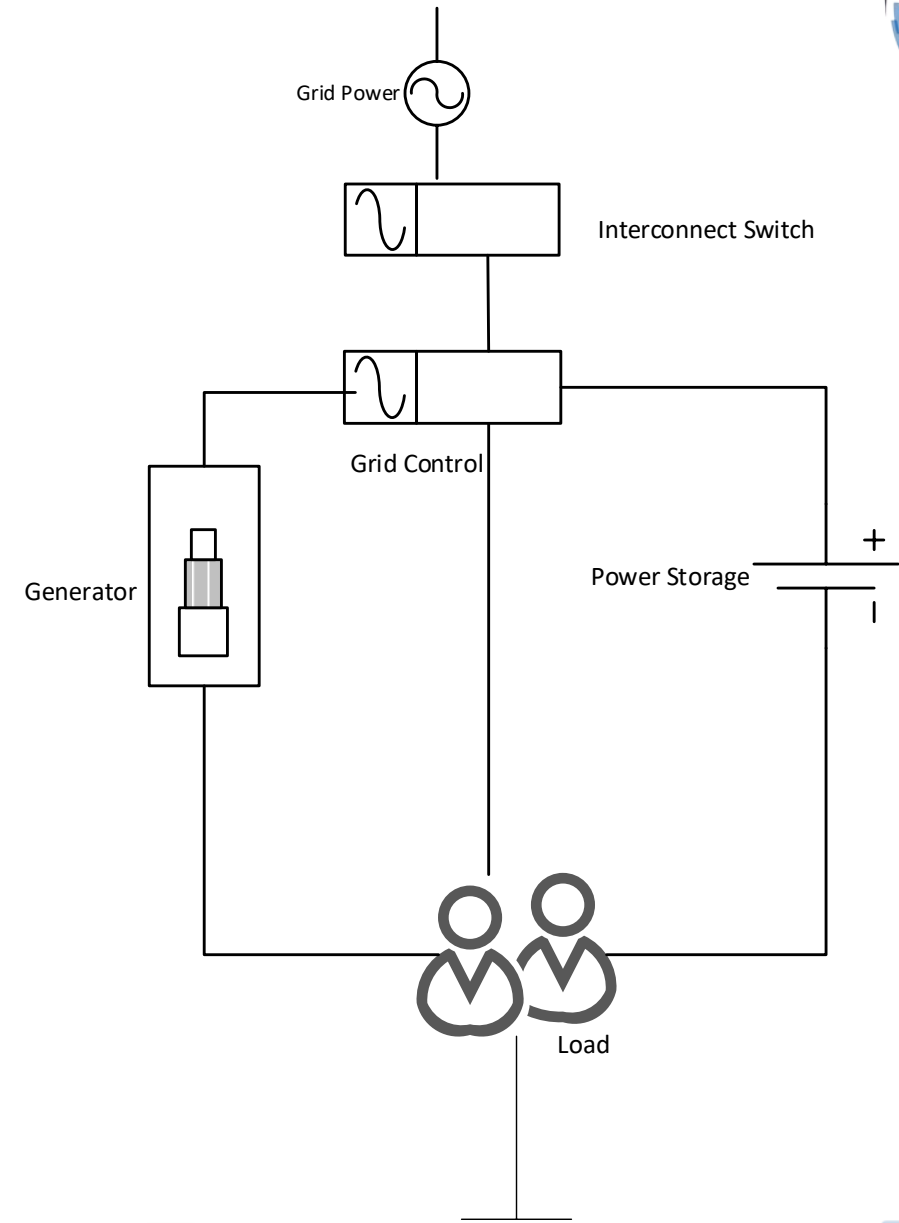 Grid Power
Interconnect Switch
Grid Control
Power Storage
Generator
Load